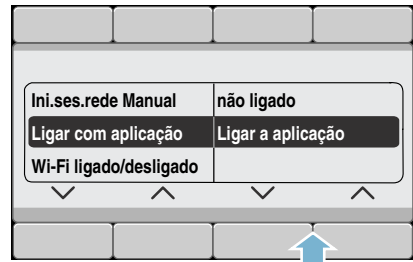 Ini.ses.rede Manual não ligado
Ligar com aplicação Ligar a aplicação
Wi-Fi ligado/desligado